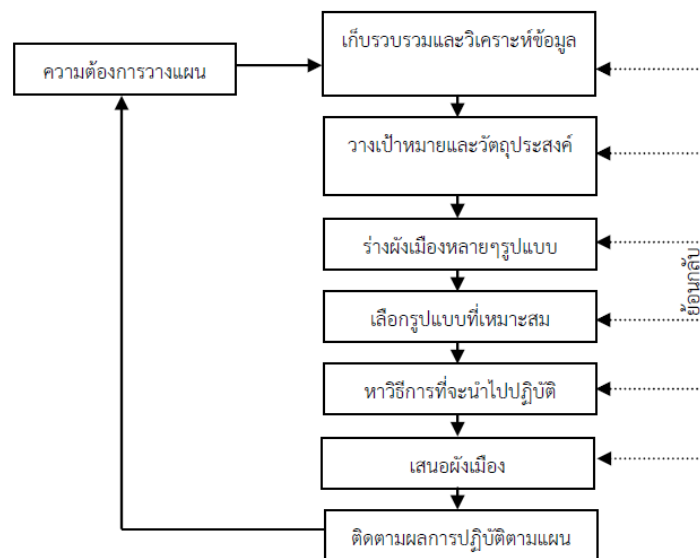 เก็บรวบรวมและวิเคราะห์ข้อมูล
ความต้องการวางแผน
วางเป้าหมายและวัตถุประสงค์
ร่างผังเมืองหลายๆรูปแบบ
ย้อนกลับ
เลือกรูปแบบที่เหมาะสม
หาวิธีการที่จะนำไปปฏิบัติ
เสนอผังเมือง
ติดตามผลการปฏิบัติตามแผน